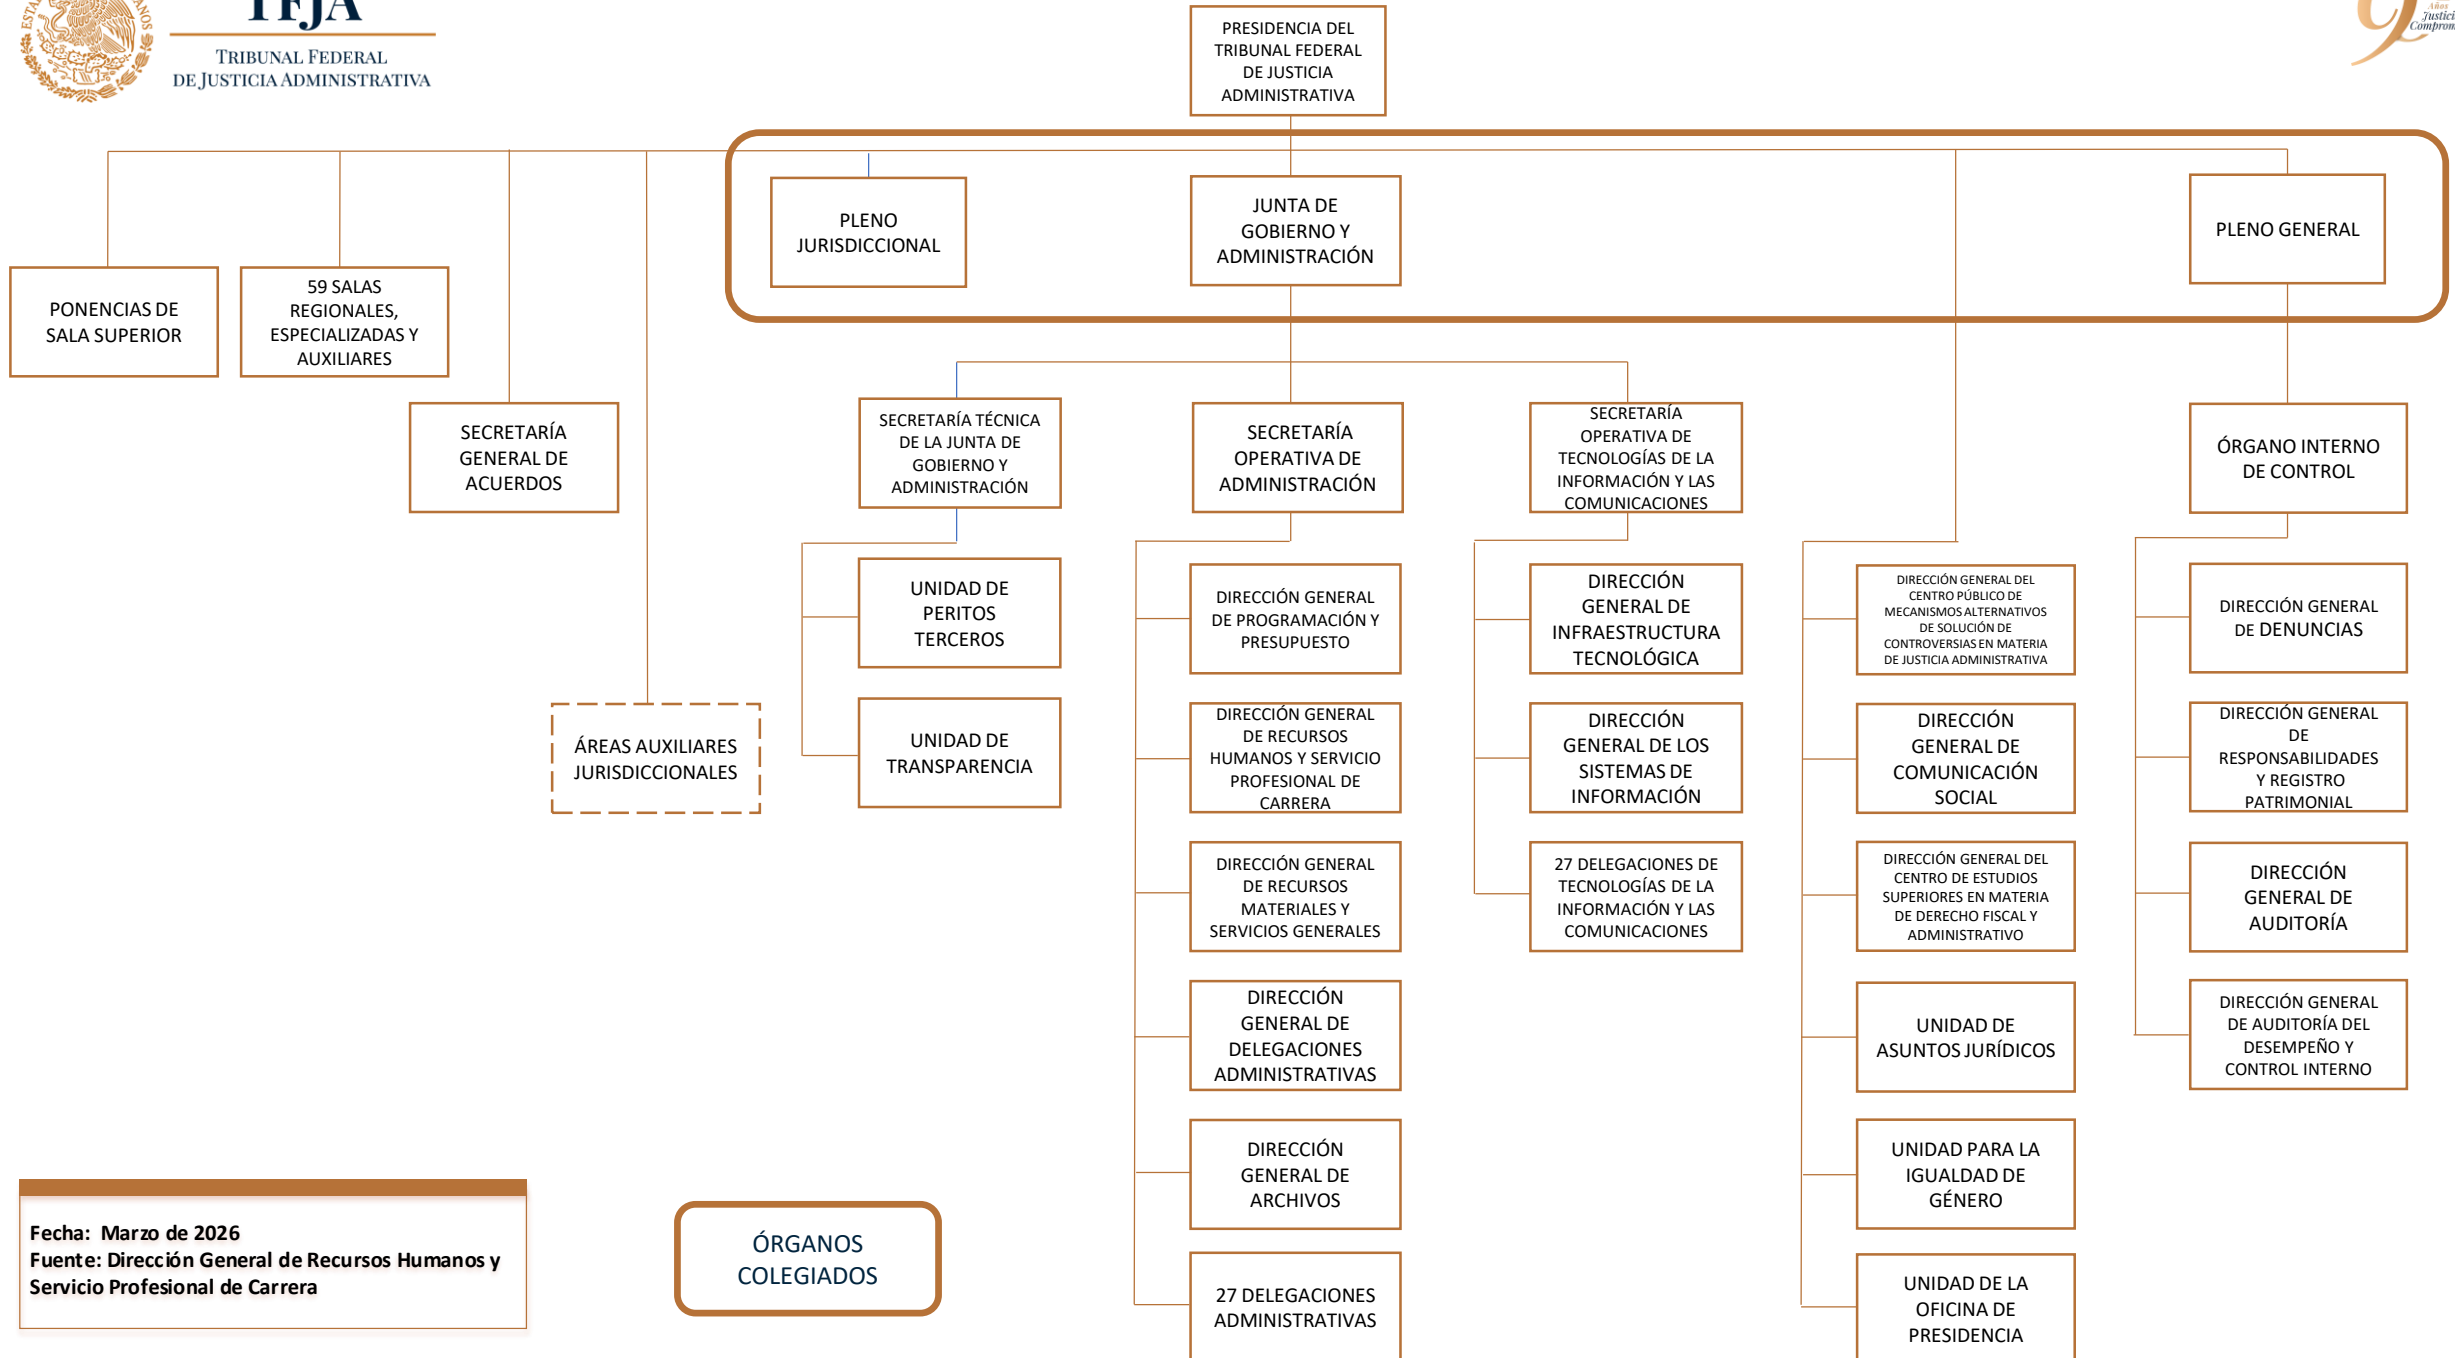 TFJA
TRIBUNAL FEDERAL
DE JUSTICIA ADMINISTRATIVA
Años
PRESIDENCIA DEL
TRIBUNAL FEDERAL
DE JUSTICIA
ADMINISTRATIVA
PLENO
JURISDICCIONAL
JUNTA DE
GOBIERNO Y
ADMINISTRACIÓN
PLENO GENERAL
PONENCIAS DE
SALA SUPERIOR
59 SALAS
REGIONALES,
ESPECIALIZADAS Y
AUXILIARES
SECRETARÍA
GENERAL DE
ACUERDOS
ÁREAS AUXILIARES
JURISDICCIONALES
SECRETARÍA TÉCNICA
DE LA JUNTA DE
GOBIERNO Y
ADMINISTRACIÓN
UNIDAD DE
PERITOS
TERCEROS
UNIDAD DE
TRANSPARENCIA
SECRETARÍA
OPERATIVA DE
ADMINISTRACIÓN
DIRECCIÓN GENERAL
DE PROGRAMACIÓN Y
PRESUPUESTO
DIRECCIÓN GENERAL
DE RECURSOS
HUMANOS Y SERVICIO
PROFESIONAL DE
CARRERA
DIRECCIÓN GENERAL
DE RECURSOS
MATERIALES Y
SERVICIOS GENERALES
DIRECCIÓN
GENERAL DE
DELEGACIONES
ADMINISTRATIVAS
DIRECCIÓN
GENERAL DE
ARCHIVOS
27 DELEGACIONES
ADMINISTRATIVAS
SECRETARÍA
OPERATIVA DE
TECNOLOGÍAS DE LA
INFORMACIÓN Y LAS
COMUNICACIONES
DIRECCIÓN
GENERAL DE
INFRAESTRUCTURA
TECNOLÓGICA
DIRECCIÓN
GENERAL DE LOS
SISTEMAS DE
INFORMACIÓN
27 DELEGACIONES DE
TECNOLOGÍAS DE LA
INFORMACIÓN Y LAS
COMUNICACIONES
DIRECCIÓN GENERAL DEL
CENTRO PÚBLICO DE
MECANISMOS ALTERNATIVOS
DE SOLUCIÓN DE
CONTROVERSIAS EN MATERIA
DE JUSTICIA ADMINISTRATIVA
DIRECCIÓN
GENERAL DE
COMUNICACIÓN
SOCIAL
DIRECCIÓN GENERAL DEL
CENTRO DE ESTUDIOS
SUPERIORES EN MATERIA
DE DERECHO FISCAL Y
ADMINISTRATIVO
UNIDAD DE
ASUNTOS JURÍDICOS
UNIDAD PARA LA
IGUALDAD DE
GÉNERO
UNIDAD DE LA
OFICINA DE
PRESIDENCIA
ÓRGANO INTERNO
DE CONTROL
DIRECCIÓN GENERAL
DE DENUNCIAS
DIRECCIÓN GENERAL
DE
RESPONSABILIDADES
Y REGISTRO
PATRIMONIAL
DIRECCIÓN
GENERAL DE
AUDITORÍA
DIRECCIÓN GENERAL
DE AUDITORÍA DEL
DESEMPEÑO Y
CONTROL INTERNO
Fecha: Marzo de 2026
Fuente: Dirección General de Recursos Humanos y
Servicio Profesional de Carrera
ÓRGANOS
COLEGIADOS